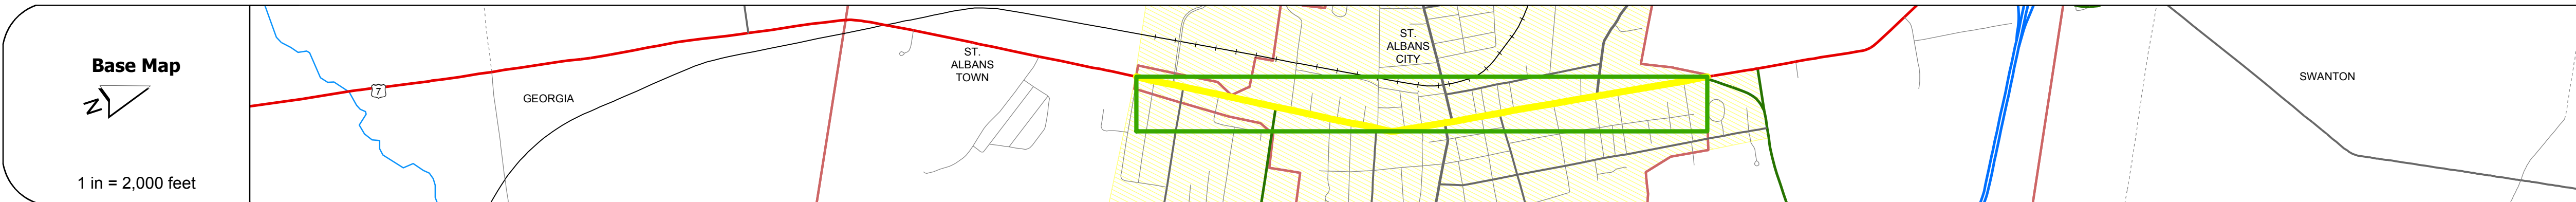 Base Map
N
1 in = 2,000 feet
7
GEORGIA
ST.
ALBANS
TOWN
ST.
ALBANS
CITY
SWANTON